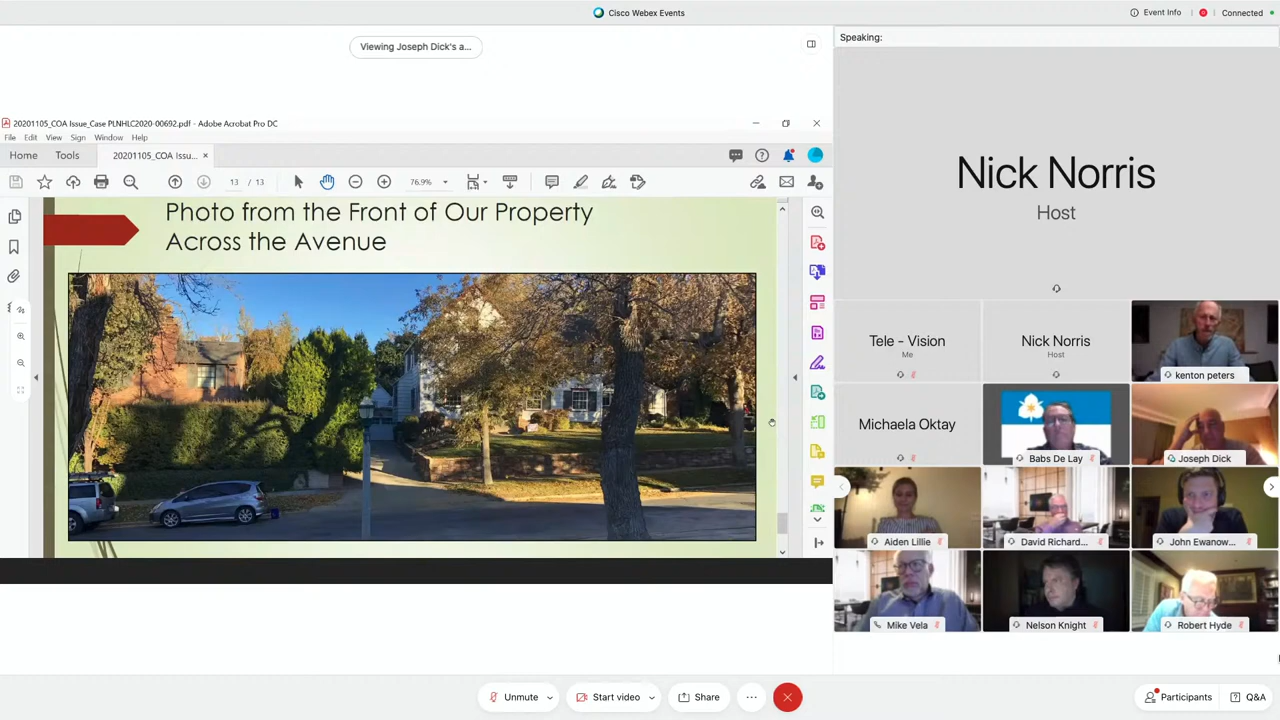 Cisco Webex Events
Event Info
Connected
Viewing Joseph Dick's a...
Speaking:
20201105_COA Issue_Case PLNHLC2020-00692.pdf - Adobe Acrobat Pro DC
File Edit View Sign Window Help
Home Tools 20201105_COA Issu... ×
13 / 13 76.9%
Photo from the Front of Our Property
Across the Avenue
Nick Norris
Host
Tele - Vision
Me
Nick Norris
Host
kenton peters
Michaela Oktay
Babs De Lay
Joseph Dick
Aiden Lillie
David Richard...
John Ewanow...
Mike Vela
Nelson Knight
Robert Hyde
Unmute
Start video
Share
Participants
Q&A